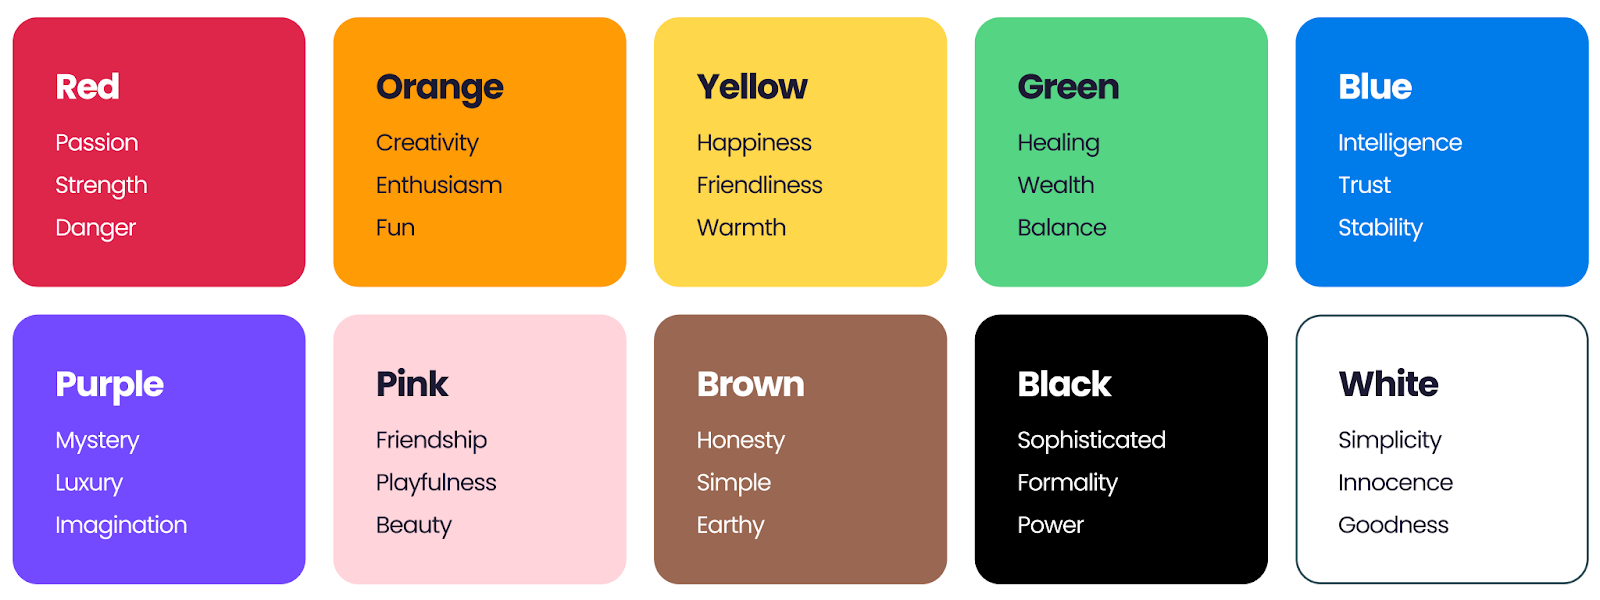 Red
Passion
Strength
Danger
Orange
Creativity
Enthusiasm
Fun
Yellow
Happiness
Friendliness
Warmth
Green
Healing
Wealth
Balance
Blue
Intelligence
Trust
Stability
Purple
Mystery
Luxury
Imagination
Pink
Friendship
Playfulness
Beauty
Brown
Honesty
Simple
Earthy
Black
Sophisticated
Formality
Power
White
Simplicity
Innocence
Goodness